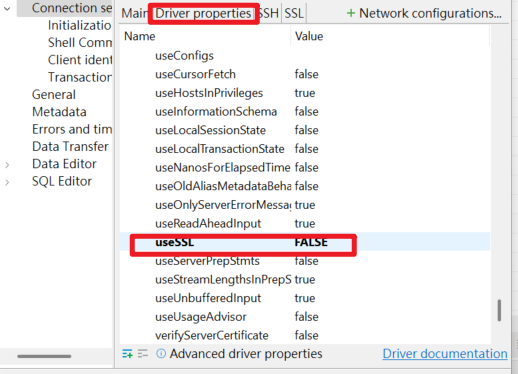 Connection se
Initializatio
Shell Comm
Client ident
Transaction
General
Metadata
Errors and tim
Data Transfer
Data Editor
SQL Editor
Main Driver properties SSH SSL + Network configurations...
Name Value
useConfigs
useCursorFetch false
useHostsInPrivileges true
useInformationSchema false
useLocalSessionState false
useLocalTransactionState false
useNanosForElapsedTime false
useOldAliasMetadataBeha false
useOnlyServerErrorMessa true
useReadAheadInput true
useSSL FALSE
useServerPrepStmts false
useStreamLengthsInPrepS true
useUnbufferedInput true
useUsageAdvisor false
verifyServerCertificate false
Advanced driver properties Driver documentation